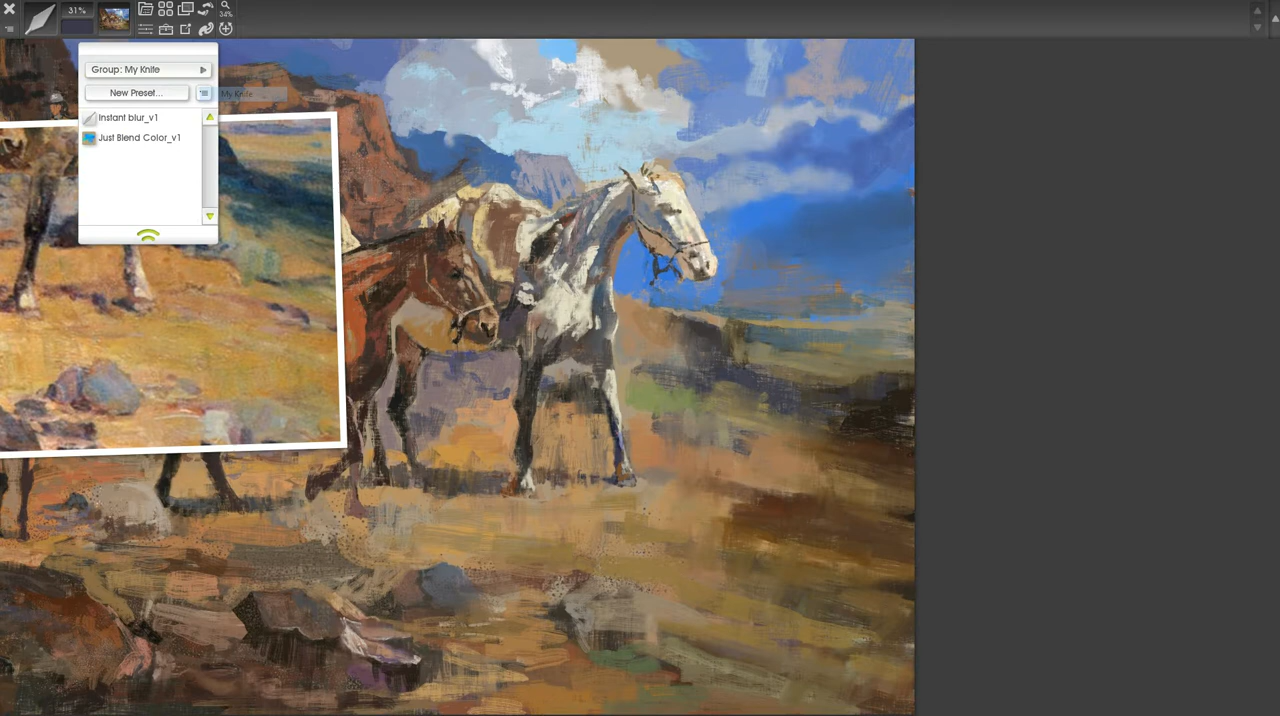 31%
34%
Group: My Knife
New Preset...
My Knife
Instant blur_v1
Just Blend Color_v1